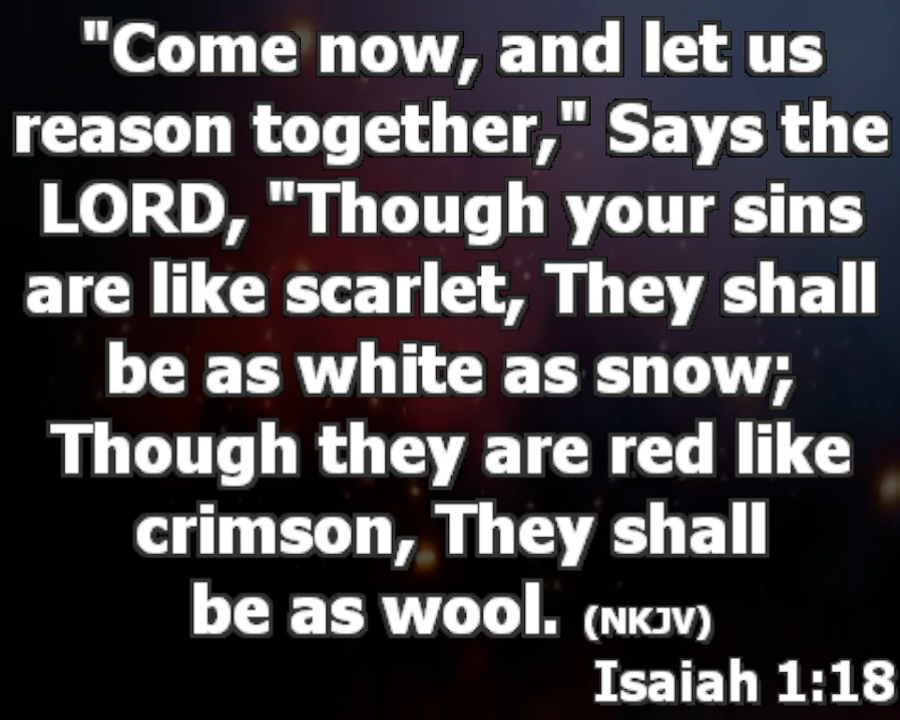 "Come now, and let us
reason together," Says the
LORD, "Though your sins
are like scarlet, They shall
be as white as snow;
Though they are red like
crimson, They shall
be as wool. (NKJV)
Isaiah 1:18